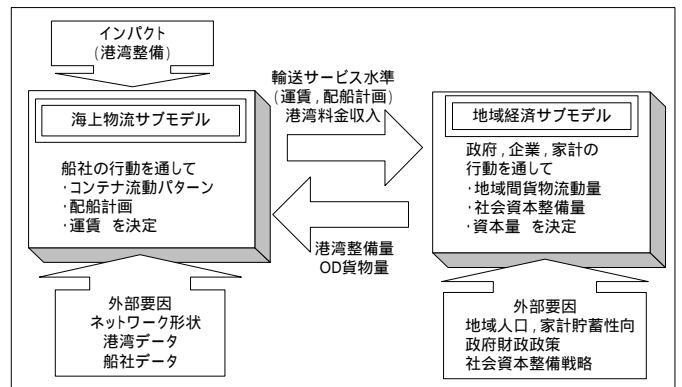 インパクト
(港湾整備)
海上物流サブモデル
船社の行動を通して
・コンテナ流動パターン
・配船計画
・運賃 を決定
輸送サービス水準
(運賃,配船計画)
港湾料金収入
港湾整備量
OD貨物量
地域経済サブモデル
政府,企業,家計の
行動を通して
・地域間貨物流動量
・社会資本整備量
・資本量 を決定
外部要因
ネットワーク形状
港湾データ
船社データ
外部要因
地域人口,家計貯蓄性向
政府財政政策
社会資本整備戦略